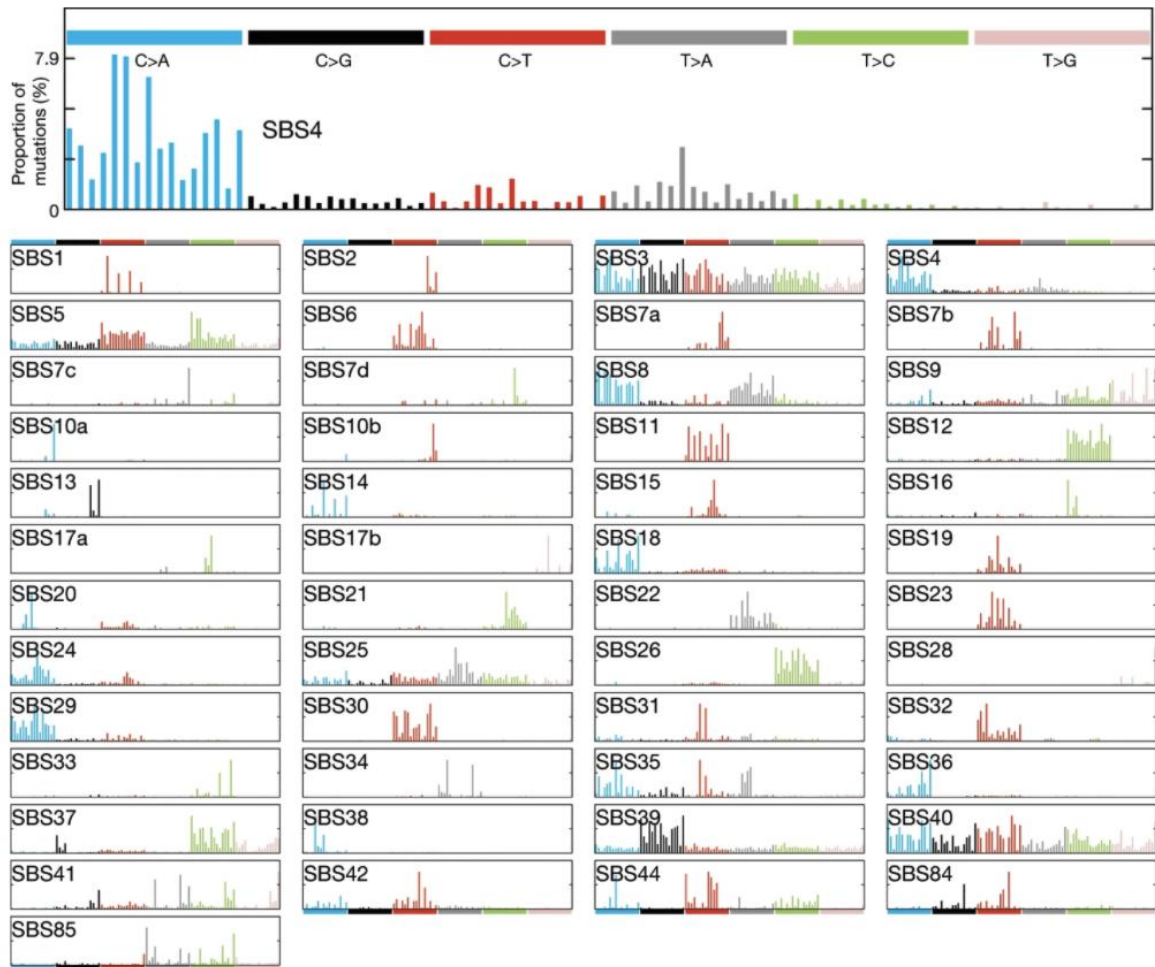 Proportion of
mutations (%)
7.9
0
C>A C>G C>T T>A T>C T>G
SBS4
SBS1 SBS2 SBS3 SBS4
SBS5 SBS6 SBS7a SBS7b
SBS7c SBS7d SBS8 SBS9
SBS10a SBS10b SBS11 SBS12
SBS13 SBS14 SBS15 SBS16
SBS17a SBS17b SBS18 SBS19
SBS20 SBS21 SBS22 SBS23
SBS24 SBS25 SBS26 SBS28
SBS29 SBS30 SBS31 SBS32
SBS33 SBS34 SBS35 SBS36
SBS37 SBS38 SBS39 SBS40
SBS41 SBS42 SBS44 SBS84
SBS85